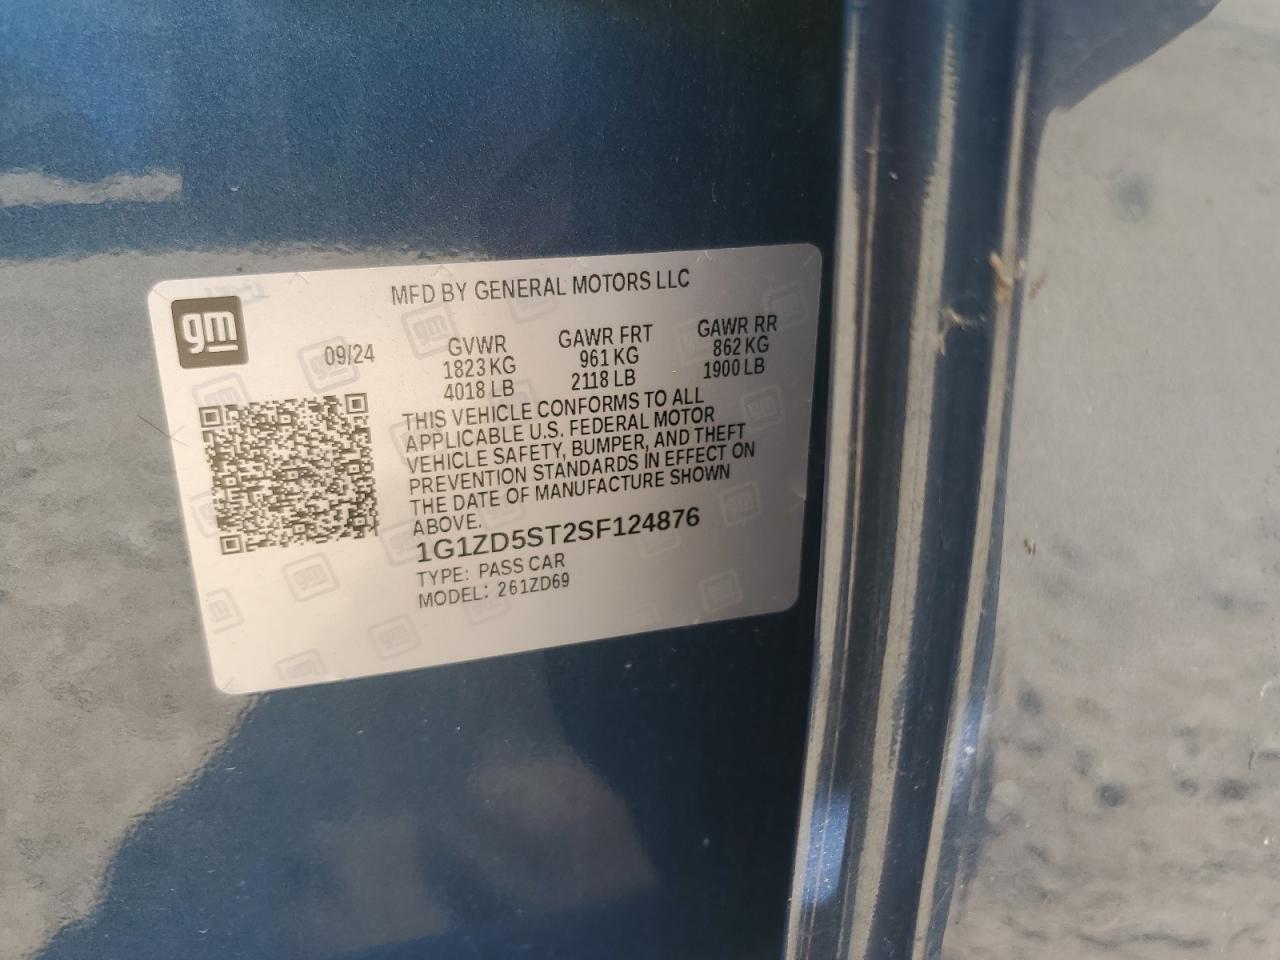 MFD BY GENERAL MOTORS LLC
gm
09/24
GVWR GAWR FRT GAWR RR
1823 KG 961 KG 862 KG
4018 LB 2118 LB 1900 LB
THIS VEHICLE CONFORMS TO ALL
APPLICABLE U.S. FEDERAL MOTOR
VEHICLE SAFETY, BUMPER, AND THEFT
PREVENTION STANDARDS IN EFFECT ON
THE DATE OF MANUFACTURE SHOWN
ABOVE.
1G1ZD5ST2SF124876
TYPE: PASS CAR
MODEL: 261ZD69